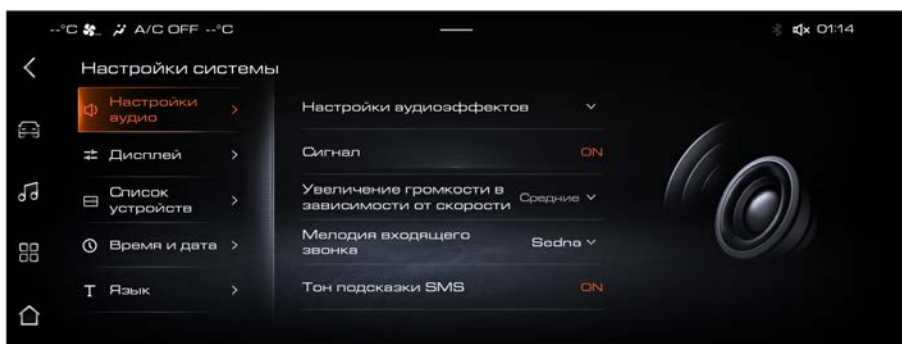 --°C A/C OFF --°C 01:14
Настройки системы
Настройки
аудио
Дисплей
Список
устройств
Время и дата
T Язык
Настройки аудиоэффектов
Сигнал ON
Увеличение громкости в
зависимости от скорости Средние
Мелодия входящего
звонка Sedna
Тон подсказки SMS ON